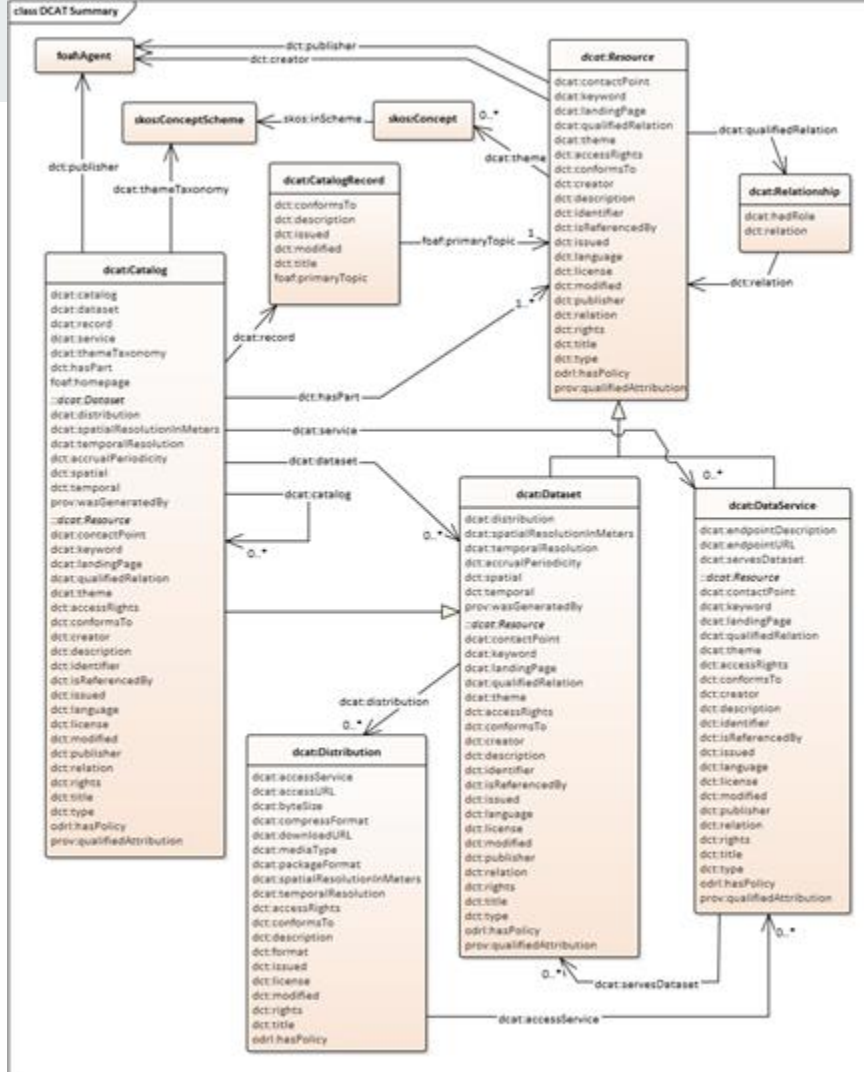 class DCAT Summary
foaf:Agent
dct:publisher
dct:creator
dcat:Resource
dcat:contactPoint
dcat:keyword
dcat:landingPage
dcat:qualifiedRelation
dcat:theme
dct:accessRights
dct:conformsTo
dct:creator
dct:description
dct:identifier
dct:isReferencedBy
dct:issued
dct:language
dct:license
dct:modified
dct:publisher
dct:relation
dct:rights
dct:title
dct:type
odrl:hasPolicy
prov:qualifiedAttribution
skos:ConceptScheme
skos:inScheme
skos:Concept
0..*
dcat:theme
dcat:qualifiedRelation
dcat:Relationship
dcat:hadRole
dct:relation
dct:relation
dct:publisher
dcat:themeTaxonomy
dcat:CatalogRecord
dct:conformsTo
dct:description
dct:issued
dct:modified
dct:title
foaf:primaryTopic
foaf:primaryTopic
1
1..*
dcat:record
dct:hasPart
dcat:service
0..*
dcat:dataset
0..*
dcat:catalog
0..*
dcat:Catalog
dcat:catalog
dcat:dataset
dcat:record
dcat:service
dcat:themeTaxonomy
dct:hasPart
foaf:homepage
::dcat:Dataset
dcat:distribution
dcat:spatialResolutionInMeters
dcat:temporalResolution
dct:accrualPeriodicity
dct:spatial
dct:temporal
prov:wasGeneratedBy
::dcat:Resource
dcat:contactPoint
dcat:keyword
dcat:landingPage
dcat:qualifiedRelation
dcat:theme
dct:accessRights
dct:conformsTo
dct:creator
dct:description
dct:identifier
dct:isReferencedBy
dct:issued
dct:language
dct:license
dct:modified
dct:publisher
dct:relation
dct:rights
dct:title
dct:type
odrl:hasPolicy
prov:qualifiedAttribution
dcat:Dataset
dcat:distribution
dcat:spatialResolutionInMeters
dcat:temporalResolution
dct:accrualPeriodicity
dct:spatial
dct:temporal
prov:wasGeneratedBy
::dcat:Resource
dcat:contactPoint
dcat:keyword
dcat:landingPage
dcat:qualifiedRelation
dcat:theme
dct:accessRights
dct:conformsTo
dct:creator
dct:description
dct:identifier
dct:isReferencedBy
dct:issued
dct:language
dct:license
dct:modified
dct:publisher
dct:relation
dct:rights
dct:title
dct:type
odrl:hasPolicy
prov:qualifiedAttribution
dcat:DataService
dcat:endpointDescription
dcat:endpointURL
dcat:servesDataset
::dcat:Resource
dcat:contactPoint
dcat:keyword
dcat:landingPage
dcat:qualifiedRelation
dcat:theme
dct:accessRights
dct:conformsTo
dct:creator
dct:description
dct:identifier
dct:isReferencedBy
dct:issued
dct:language
dct:license
dct:modified
dct:publisher
dct:relation
dct:rights
dct:title
dct:type
odrl:hasPolicy
prov:qualifiedAttribution
dcat:distribution
0..*
dcat:Distribution
dcat:accessService
dcat:accessURL
dcat:byteSize
dcat:compressFormat
dcat:downloadURL
dcat:mediaType
dcat:packageFormat
dcat:spatialResolutionInMeters
dcat:temporalResolution
dct:accessRights
dct:conformsTo
dct:description
dct:format
dct:issued
dct:license
dct:modified
dct:rights
dct:title
odrl:hasPolicy
0..*
dcat:servesDataset
0..*
dcat:accessService